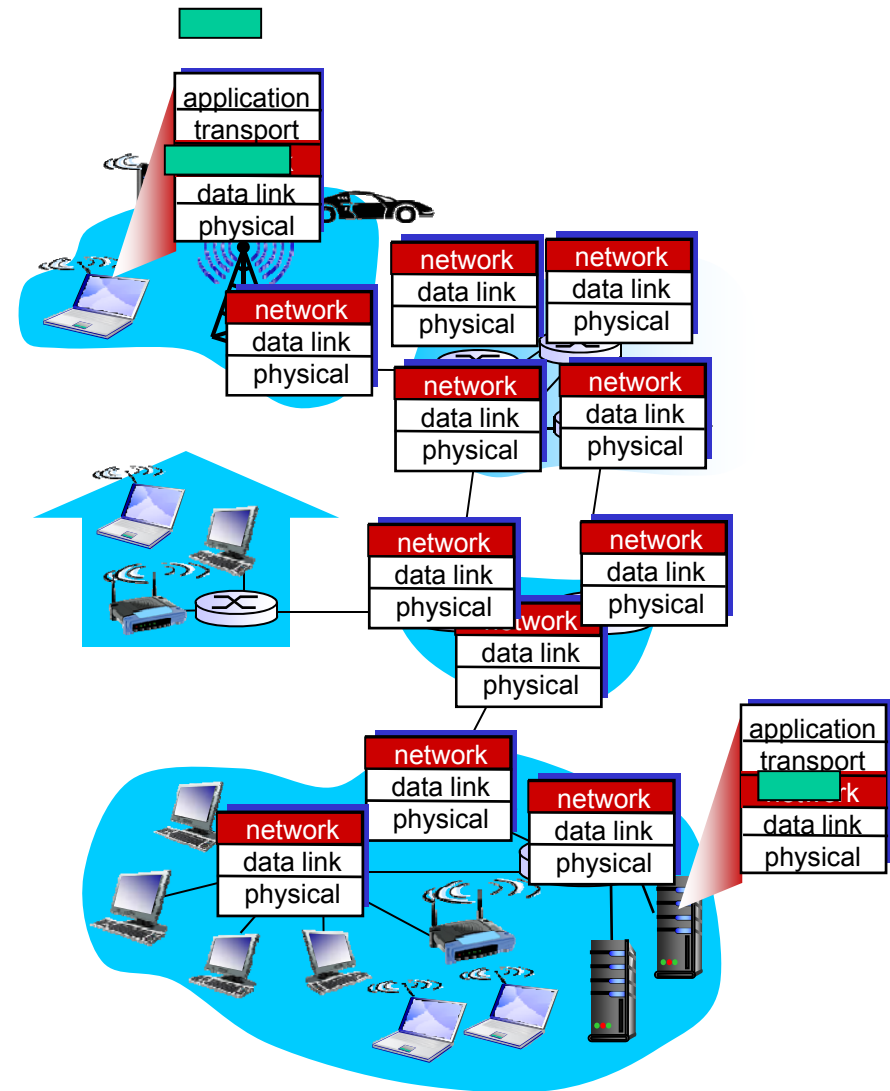 application
transport
data link
physical
network
data link
physical
network
data link
physical
network
data link
physical
network
data link
physical
network
data link
physical
network
data link
physical
network
data link
physical
network
data link
physical
network
data link
physical
network
data link
physical
network
data link
physical
application
transport
network
data link
physical